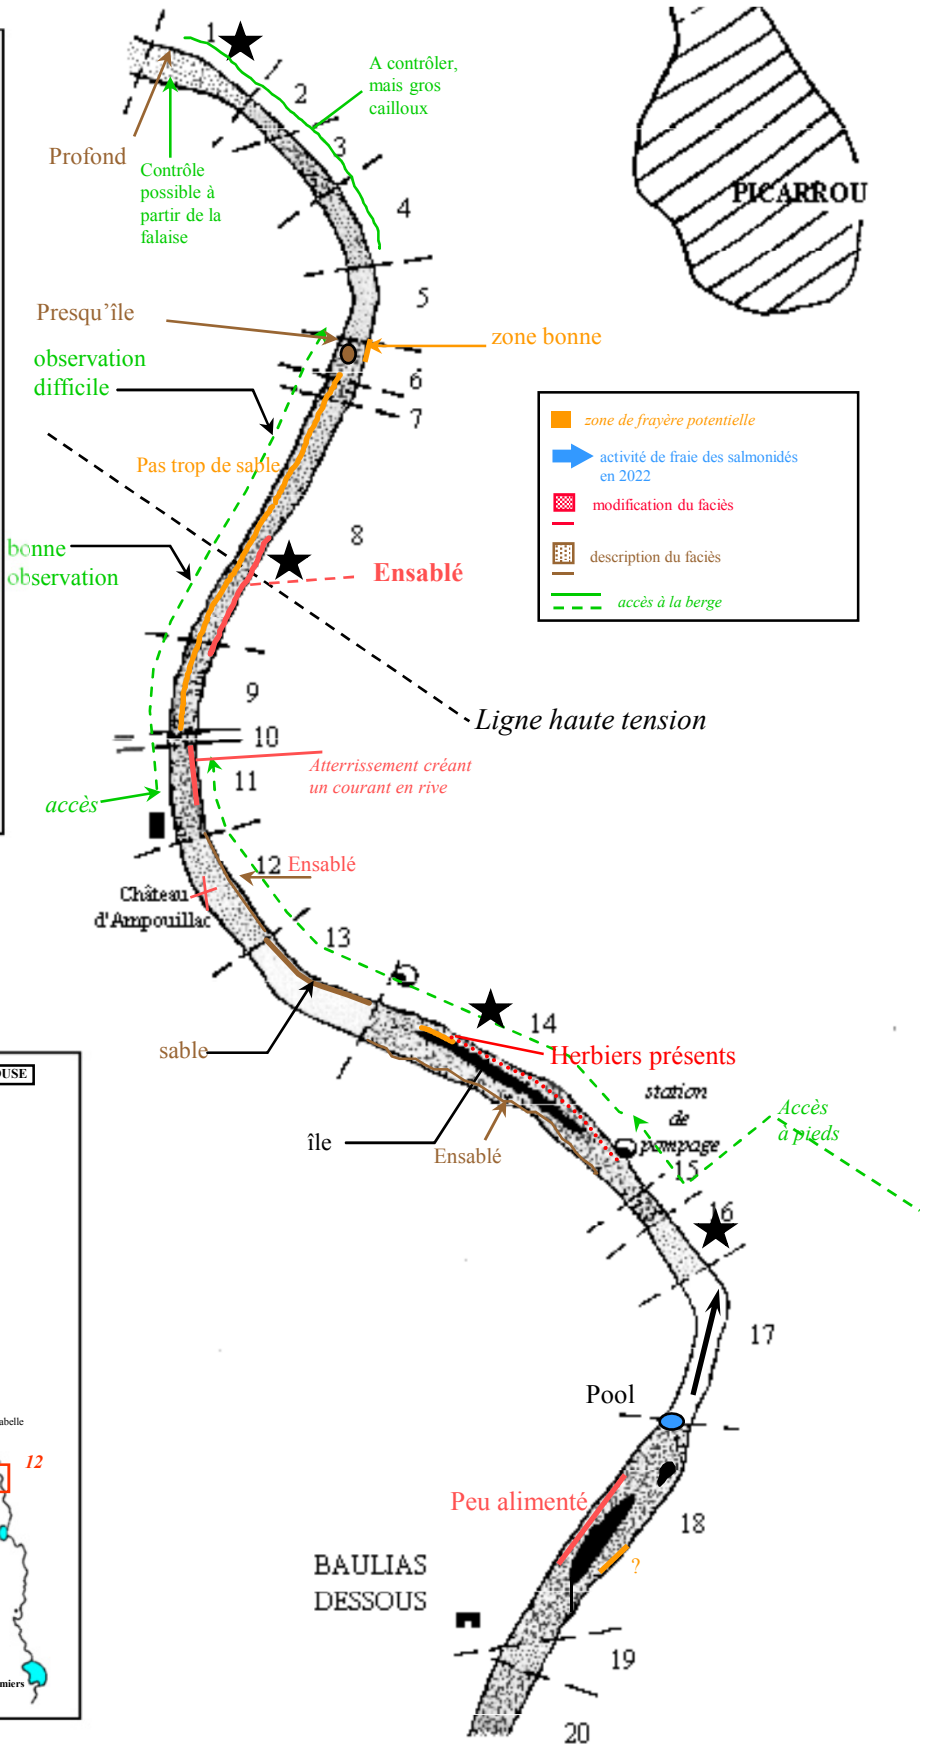 1
A contrôler,
mais gros
cailloux
2
3
Profond
Contrôle
possible à
partir de la
falaise
PICARROU
4
5
Presqu’île
zone bonne
observation
difficile
6
7
zone de frayère potentielle
activité de fraie des salmonidés
en 2022
modification du faciès
description du faciès
accès à la berge
Pas trop de sable
8
bonne
observation
Ensablé
9
Ligne haute tension
10
Atterrissement créant
un courant en rive
11
accès
12
Ensablé
Château
d'Ampouillac
13
14
sable
Herbiers présents
station
de
pompage
Accès
à pieds
île
Ensablé
15
16
17
Pool
abelle
12
Peu alimenté
18
?
BAULIAS
DESSOUS
19
miers
20